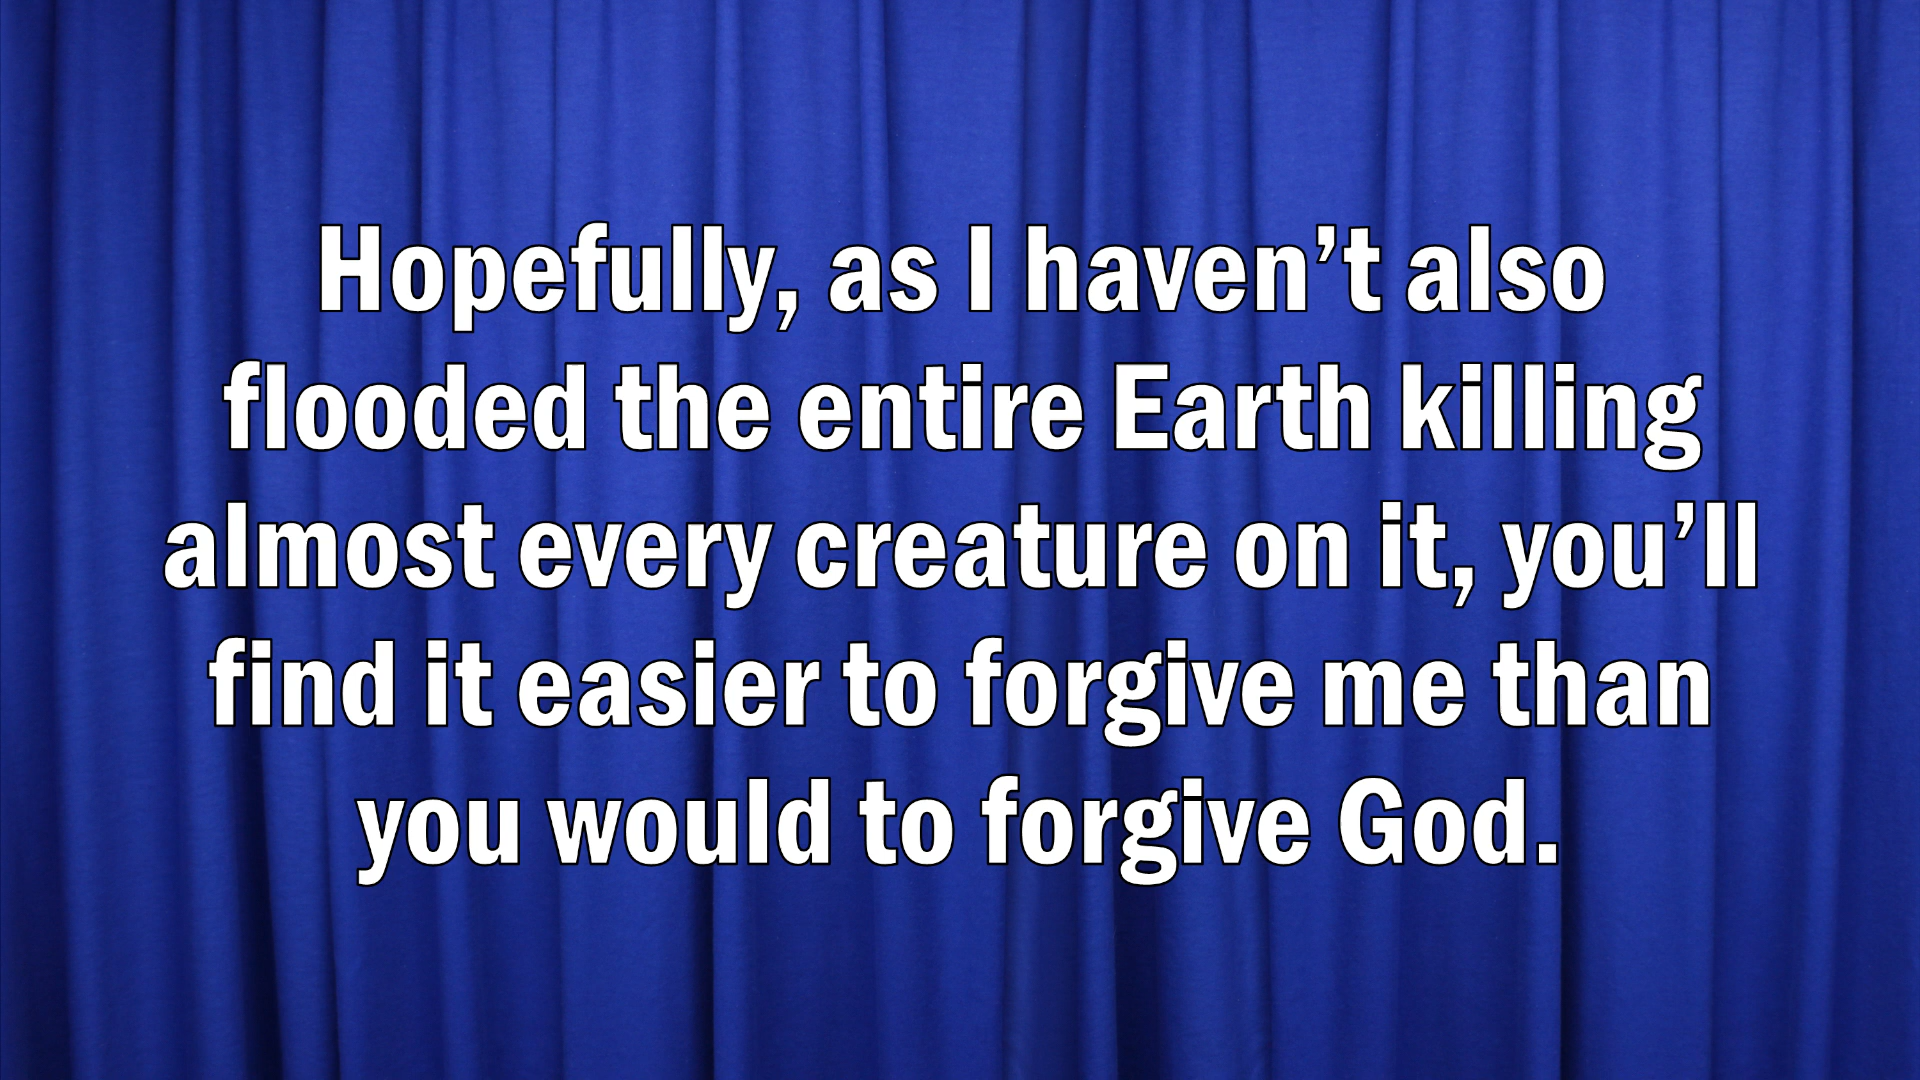 Hopefully, as I haven’t also
flooded the entire Earth killing
almost every creature on it, you’ll
find it easier to forgive me than
you would to forgive God.